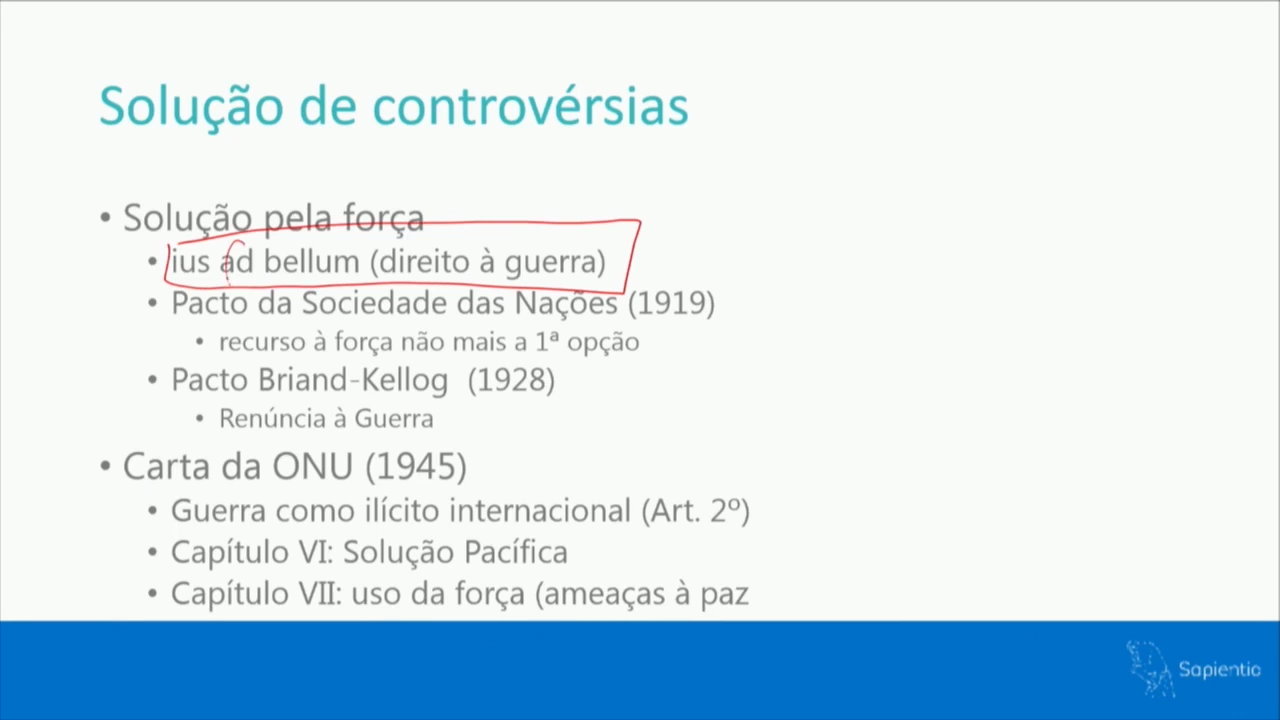 Solução de controvérsias
• Solução pela força
• ius ad bellum (direito à guerra)
• Pacto da Sociedade das Nações (1919)
• recurso à força não mais a 1ª opção
• Pacto Briand-Kellog (1928)
• Renúncia à Guerra
• Carta da ONU (1945)
• Guerra como ilícito internacional (Art. 2º)
• Capítulo VI: Solução Pacífica
• Capítulo VII: uso da força (ameaças à paz
Sapientia